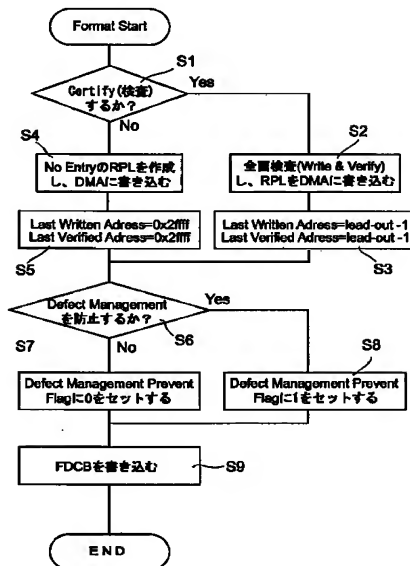 Format Start
S1
Certify(検査)
するか?
Yes
No
S4
S2
No EntryのRPLを作成
し、DMAに書き込む
全面検査(Write & Verify)
し、RPLをDMAに書き込む
Last Written Adress=0x2ffff
Last Verified Adress=0x2ffff
Last Written Adress=lead-out -1
Last Verified Adress=lead-out -1
S5
S3
Defect Management
を防止するか?
Yes
S6
S7
No
S8
Defect Management Prevent
Flagに0をセットする
Defect Management Prevent
Flagに1をセットする
FDCBを書き込む
S9
END